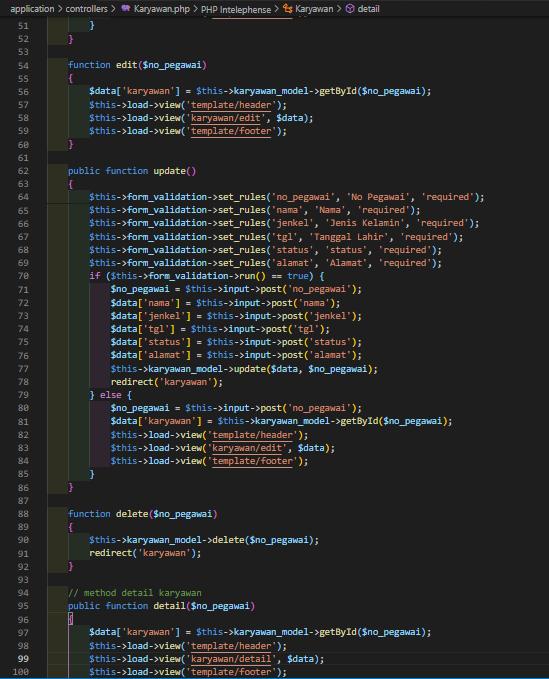 application > controllers > Karyawan.php > PHP Intelephense > Karyawan > detail
51 }
52 }
53
54 function edit($no_pegawai)
55 {
56 $data['karyawan'] = $this->karyawan_model->getById($no_pegawai);
57 $this->load->view('template/header');
58 $this->load->view('karyawan/edit', $data);
59 $this->load->view('template/footer');
60 }
61
62 public function update()
63 {
64 $this->form_validation->set_rules('no_pegawai', 'No Pegawai', 'required');
65 $this->form_validation->set_rules('nama', 'Nama', 'required');
66 $this->form_validation->set_rules('jenkel', 'Jenis Kelamin', 'required');
67 $this->form_validation->set_rules('tgl', 'Tanggal Lahir', 'required');
68 $this->form_validation->set_rules('status', 'status', 'required');
69 $this->form_validation->set_rules('alamat', 'Alamat', 'required');
70 if ($this->form_validation->run() == true) {
71 $no_pegawai = $this->input->post('no_pegawai');
72 $data['nama'] = $this->input->post('nama');
73 $data['jenkel'] = $this->input->post('jenkel');
74 $data['tgl'] = $this->input->post('tgl');
75 $data['status'] = $this->input->post('status');
76 $data['alamat'] = $this->input->post('alamat');
77 $this->karyawan_model->update($data, $no_pegawai);
78 redirect('karyawan');
79 } else {
80 $no_pegawai = $this->input->post('no_pegawai');
81 $data['karyawan'] = $this->karyawan_model->getById($no_pegawai);
82 $this->load->view('template/header');
83 $this->load->view('karyawan/edit', $data);
84 $this->load->view('template/footer');
85 }
86 }
87
88 function delete($no_pegawai)
89 {
90 $this->karyawan_model->delete($no_pegawai);
91 redirect('karyawan');
92 }
93
94 // method detail karyawan
95 public function detail($no_pegawai)
96 {
97 $data['karyawan'] = $this->karyawan_model->getById($no_pegawai);
98 $this->load->view('template/header');
99 $this->load->view('karyawan/detail', $data);
100 $this->load->view('template/footer');